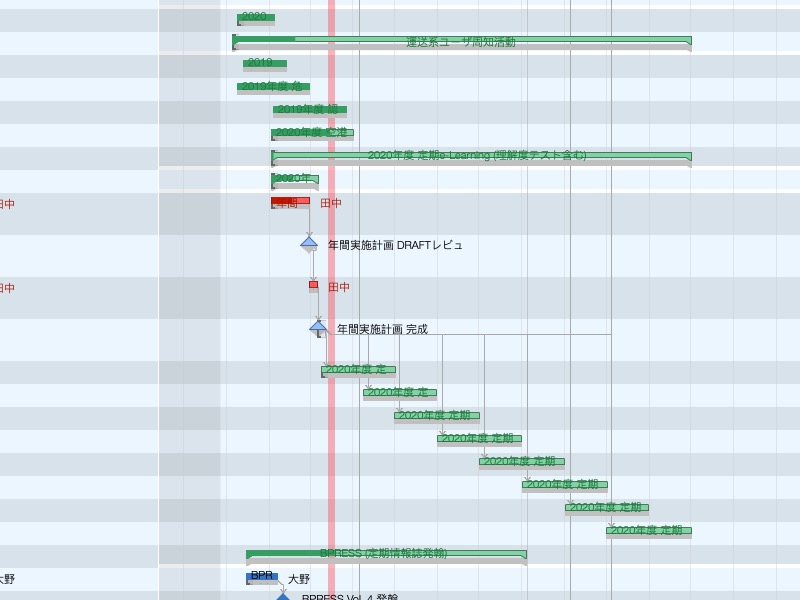 2020
運送系ユーザ周知活動
2019
2019年度 危
2019年度 認
2020年度 空港
2020年度 定期e-Learning (理解度テスト含む)
2020年
田中 年間 田中
年間実施計画 DRAFTレビュ
田中 田中
年間実施計画 完成
2020年度 定
2020年度 定
2020年度 定期
2020年度 定期
2020年度 定期
2020年度 定期
2020年度 定期
2020年度 定期
BPRESS (定期情報誌発報)
大野 BPR 大野
BPRESS Vol. 4 発報